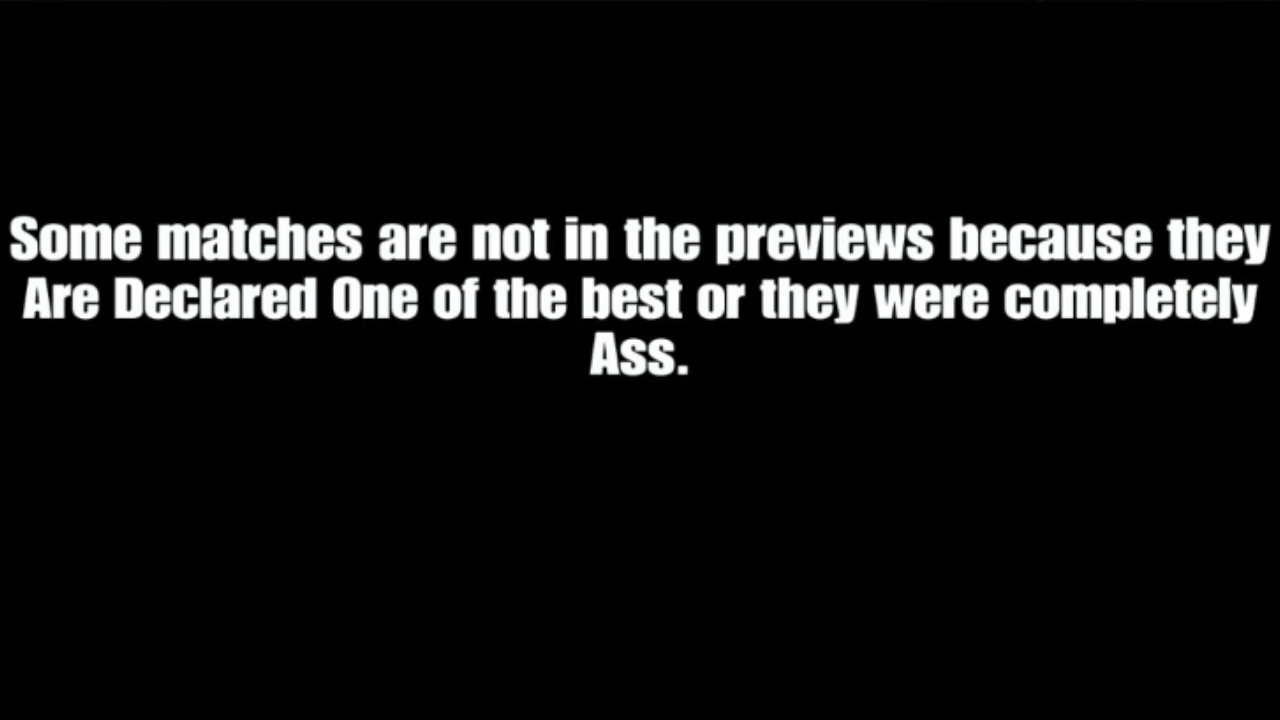 Some matches are not in the previews because they
Are Declared One of the best or they were completely
Ass.